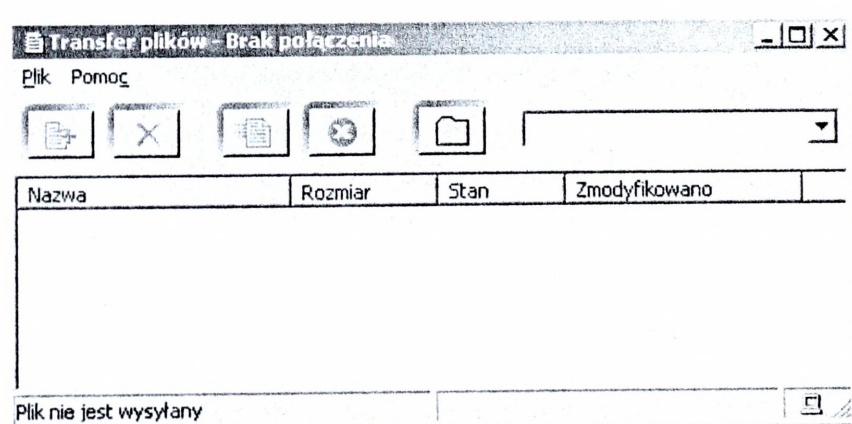 Transfer plików - Brak połączenia
Plik Pomoc
Nazwa Rozmiar Stan Zmodyfikowano
Plik nie jest wysyłany